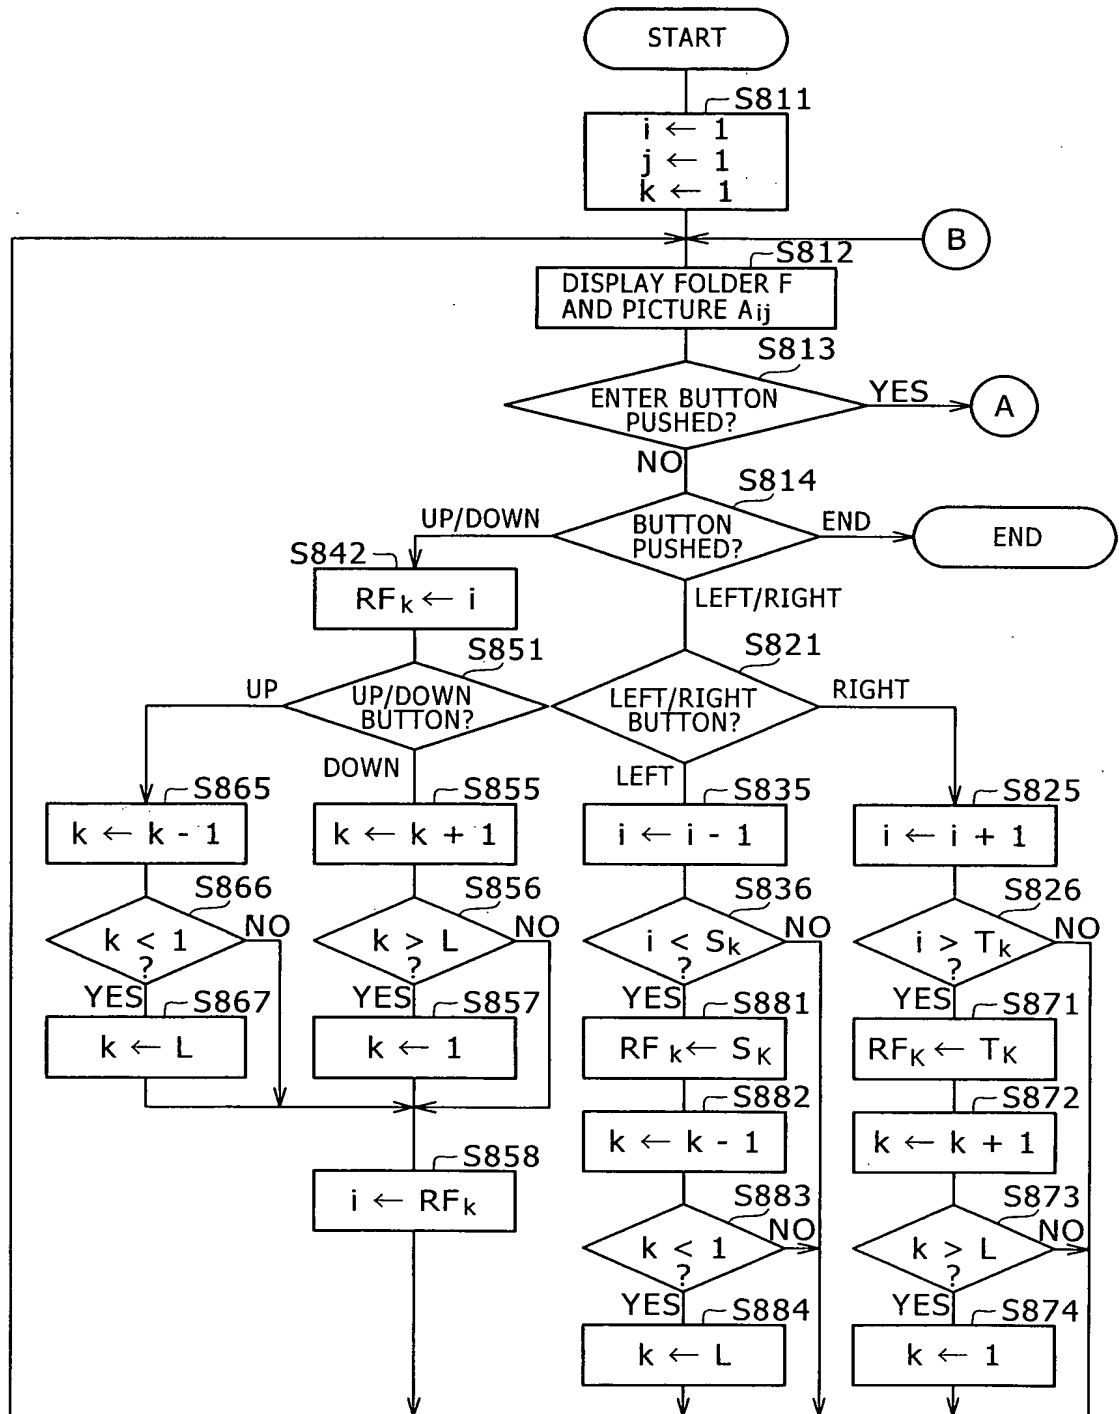 START
S811
i ← 1
j ← 1
k ← 1
B
S812
DISPLAY FOLDER F
AND PICTURE Aij
S813
ENTER BUTTON
PUSHED?
YES
A
NO
S814
UP/DOWN
BUTTON
PUSHED?
END
END
S842
RFk ← i
LEFT/RIGHT
S851
UP
UP/DOWN
BUTTON?
DOWN
S821
LEFT/RIGHT
BUTTON?
RIGHT
LEFT
S865
k ← k - 1
S855
k ← k + 1
S835
i ← i - 1
S825
i ← i + 1
S866
k < 1
?
NO
YES
S856
k > L
?
NO
YES
S836
i < Sk
?
NO
YES
S826
i > Tk
?
NO
YES
S867
k ← L
S857
k ← 1
S881
RFk ← SK
S871
RFK ← TK
S882
k ← k - 1
S872
k ← k + 1
S858
i ← RFk
S883
k < 1
?
NO
YES
S873
k > L
?
NO
YES
S884
k ← L
S874
k ← 1